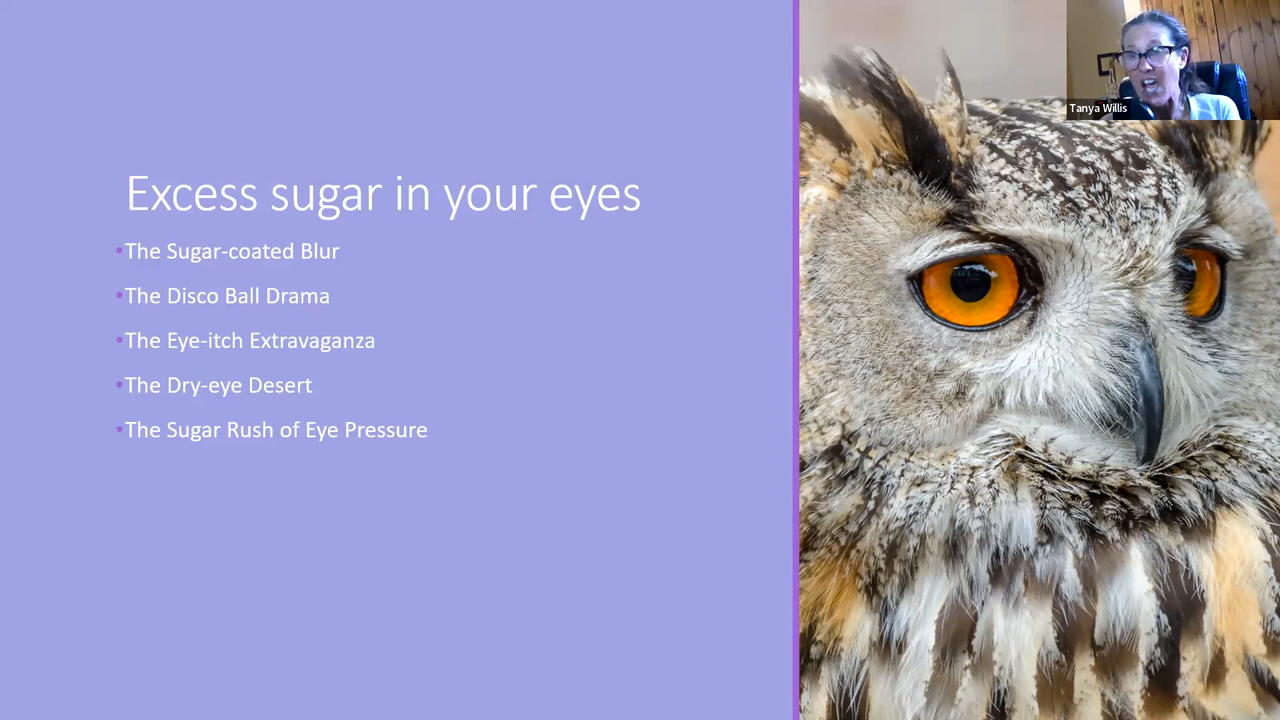 Tanya Willis
Excess sugar in your eyes
•The Sugar-coated Blur
•The Disco Ball Drama
•The Eye-itch Extravaganza
•The Dry-eye Desert
•The Sugar Rush of Eye Pressure